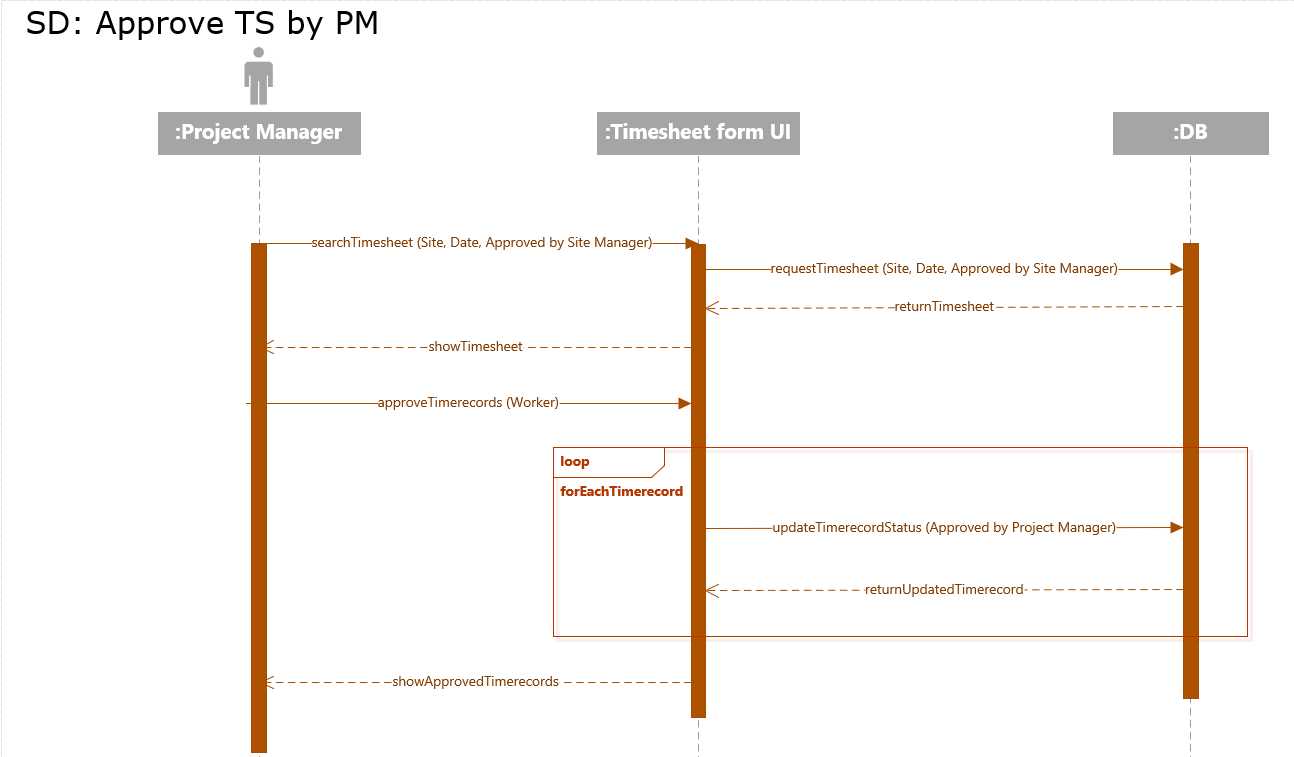 SD: Approve TS by PM
:Project Manager
:Timesheet form UI
:DB
searchTimesheet (Site, Date, Approved by Site Manager)
requestTimesheet (Site, Date, Approved by Site Manager)
returnTimesheet
showTimesheet
approveTimerecords (Worker)
loop
forEachTimerecord
updateTimerecordStatus (Approved by Project Manager)
returnUpdatedTimerecord
showApprovedTimerecords